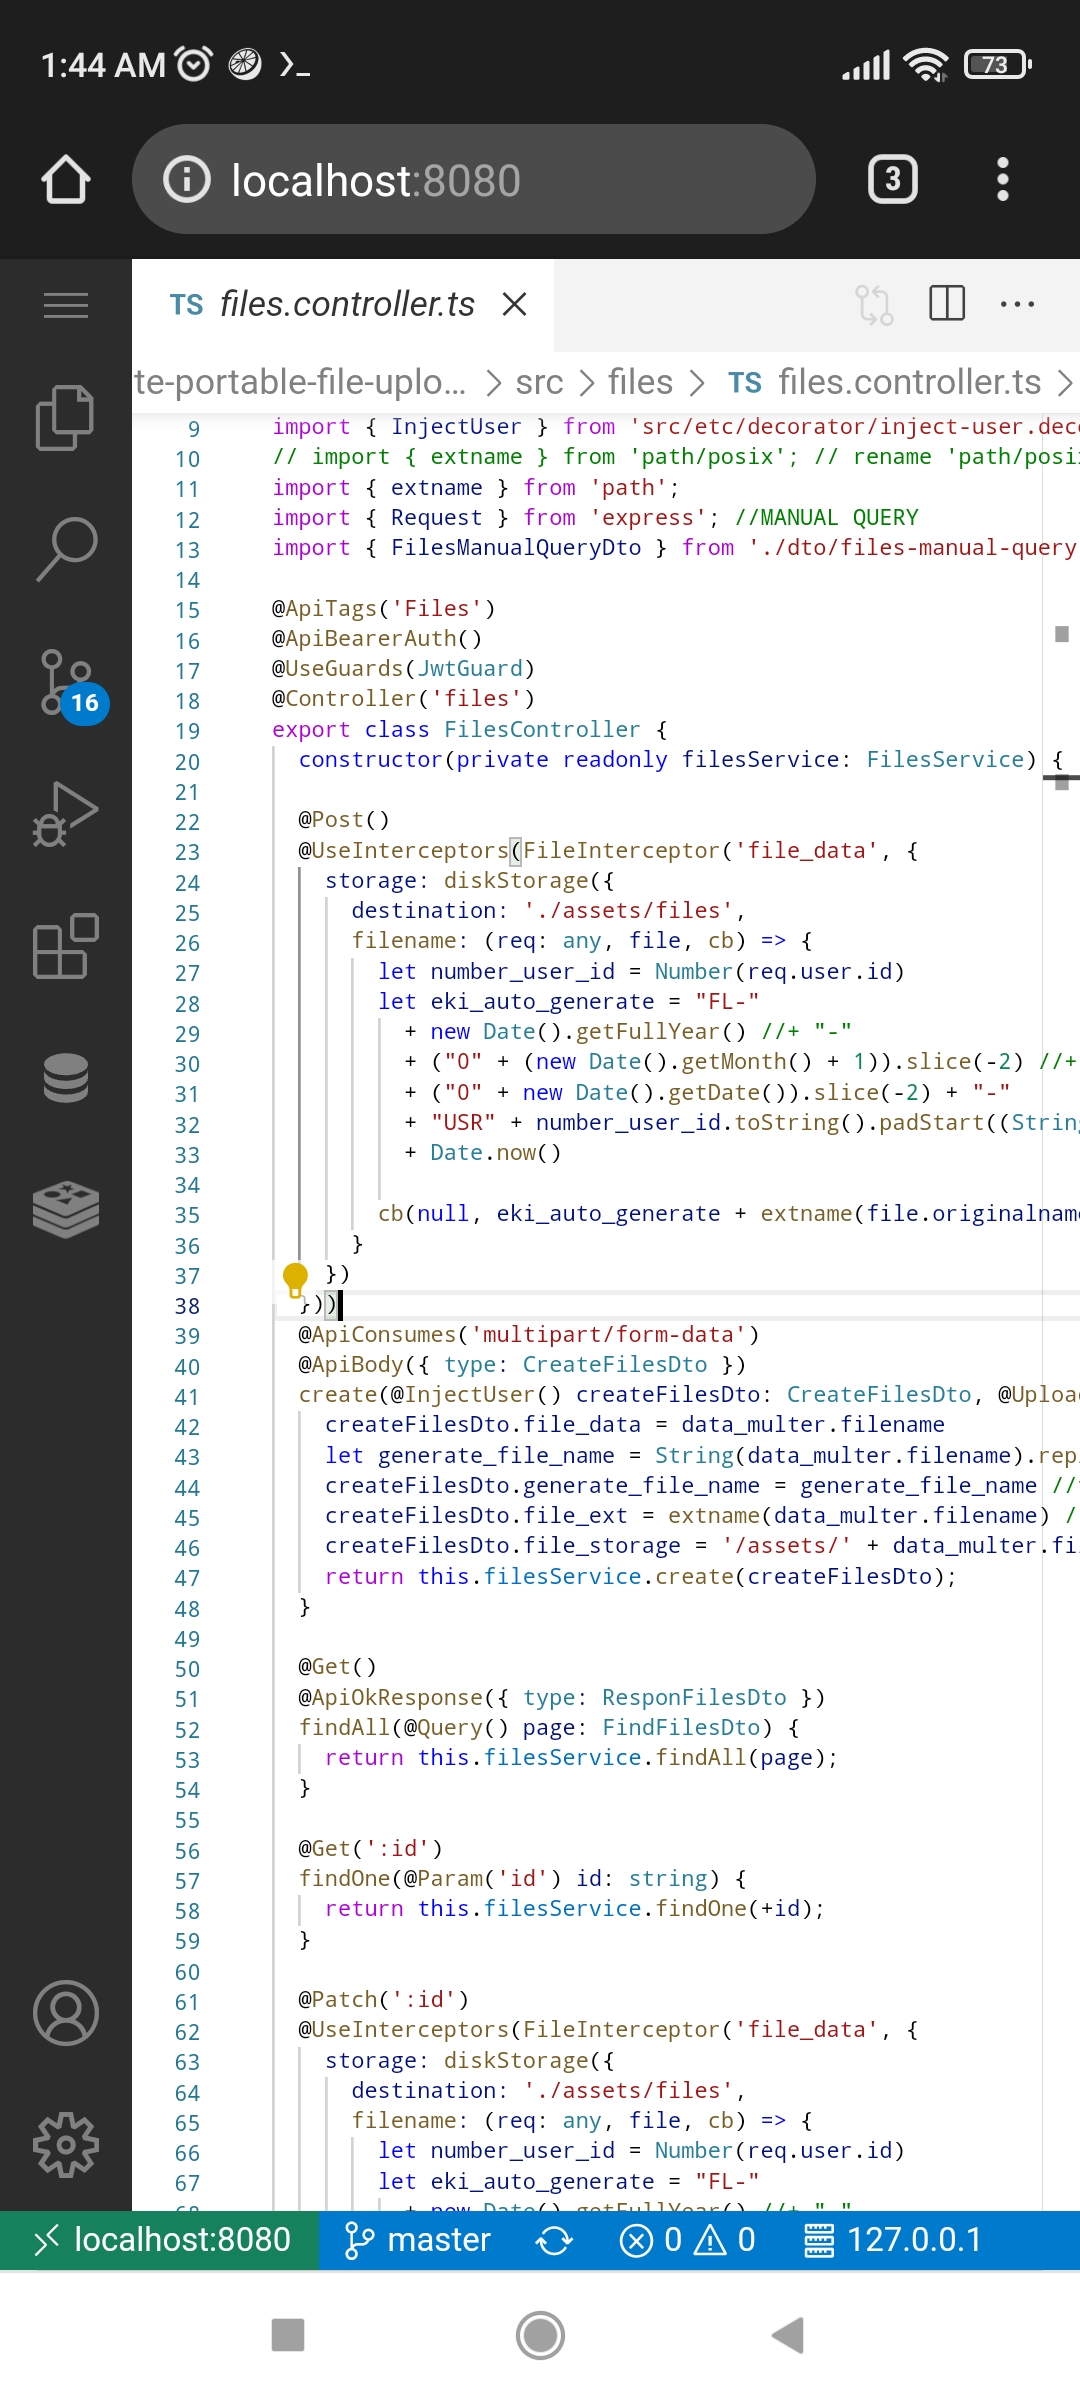 1:44 AM
73
localhost:8080
3
TS files.controller.ts
te-portable-file-uplo... > src > files > TS files.controller.ts >
9 import { InjectUser } from 'src/etc/decorator/inject-user.dec
10 // import { extname } from 'path/posix'; // rename 'path/posi
11 import { extname } from 'path';
12 import { Request } from 'express'; //MANUAL QUERY
13 import { FilesManualQueryDto } from './dto/files-manual-query
14
15 @ApiTags('Files')
16 @ApiBearerAuth()
17 @UseGuards(JwtGuard)
18 @Controller('files')
19 export class FilesController {
20 constructor(private readonly filesService: FilesService) {
21
22 @Post()
23 @UseInterceptors(FileInterceptor('file_data', {
24 storage: diskStorage({
25 destination: './assets/files',
26 filename: (req: any, file, cb) => {
27 let number_user_id = Number(req.user.id)
28 let eki_auto_generate = "FL-"
29 + new Date().getFullYear() //+ "-"
30 + ("0" + (new Date().getMonth() + 1)).slice(-2) //+
31 + ("0" + new Date().getDate()).slice(-2) + "-"
32 + "USR" + number_user_id.toString().padStart((Strin
33 + Date.now()
34
35 cb(null, eki_auto_generate + extname(file.originalnam
36 }
37 })
38 }))
39 @ApiConsumes('multipart/form-data')
40 @ApiBody({ type: CreateFilesDto })
41 create(@InjectUser() createFilesDto: CreateFilesDto, @Uploa
42 createFilesDto.file_data = data_multer.filename
43 let generate_file_name = String(data_multer.filename).rep
44 createFilesDto.generate_file_name = generate_file_name //
45 createFilesDto.file_ext = extname(data_multer.filename) /
46 createFilesDto.file_storage = '/assets/' + data_multer.fi
47 return this.filesService.create(createFilesDto);
48 }
49
50 @Get()
51 @ApiOkResponse({ type: ResponFilesDto })
52 findAll(@Query() page: FindFilesDto) {
53 return this.filesService.findAll(page);
54 }
55
56 @Get(':id')
57 findOne(@Param('id') id: string) {
58 return this.filesService.findOne(+id);
59 }
60
61 @Patch(':id')
62 @UseInterceptors(FileInterceptor('file_data', {
63 storage: diskStorage({
64 destination: './assets/files',
65 filename: (req: any, file, cb) => {
66 let number_user_id = Number(req.user.id)
67 let eki_auto_generate = "FL-"
68 + new Date().getFullYear() //+ "-"
16
localhost:8080 master 0 0 127.0.0.1